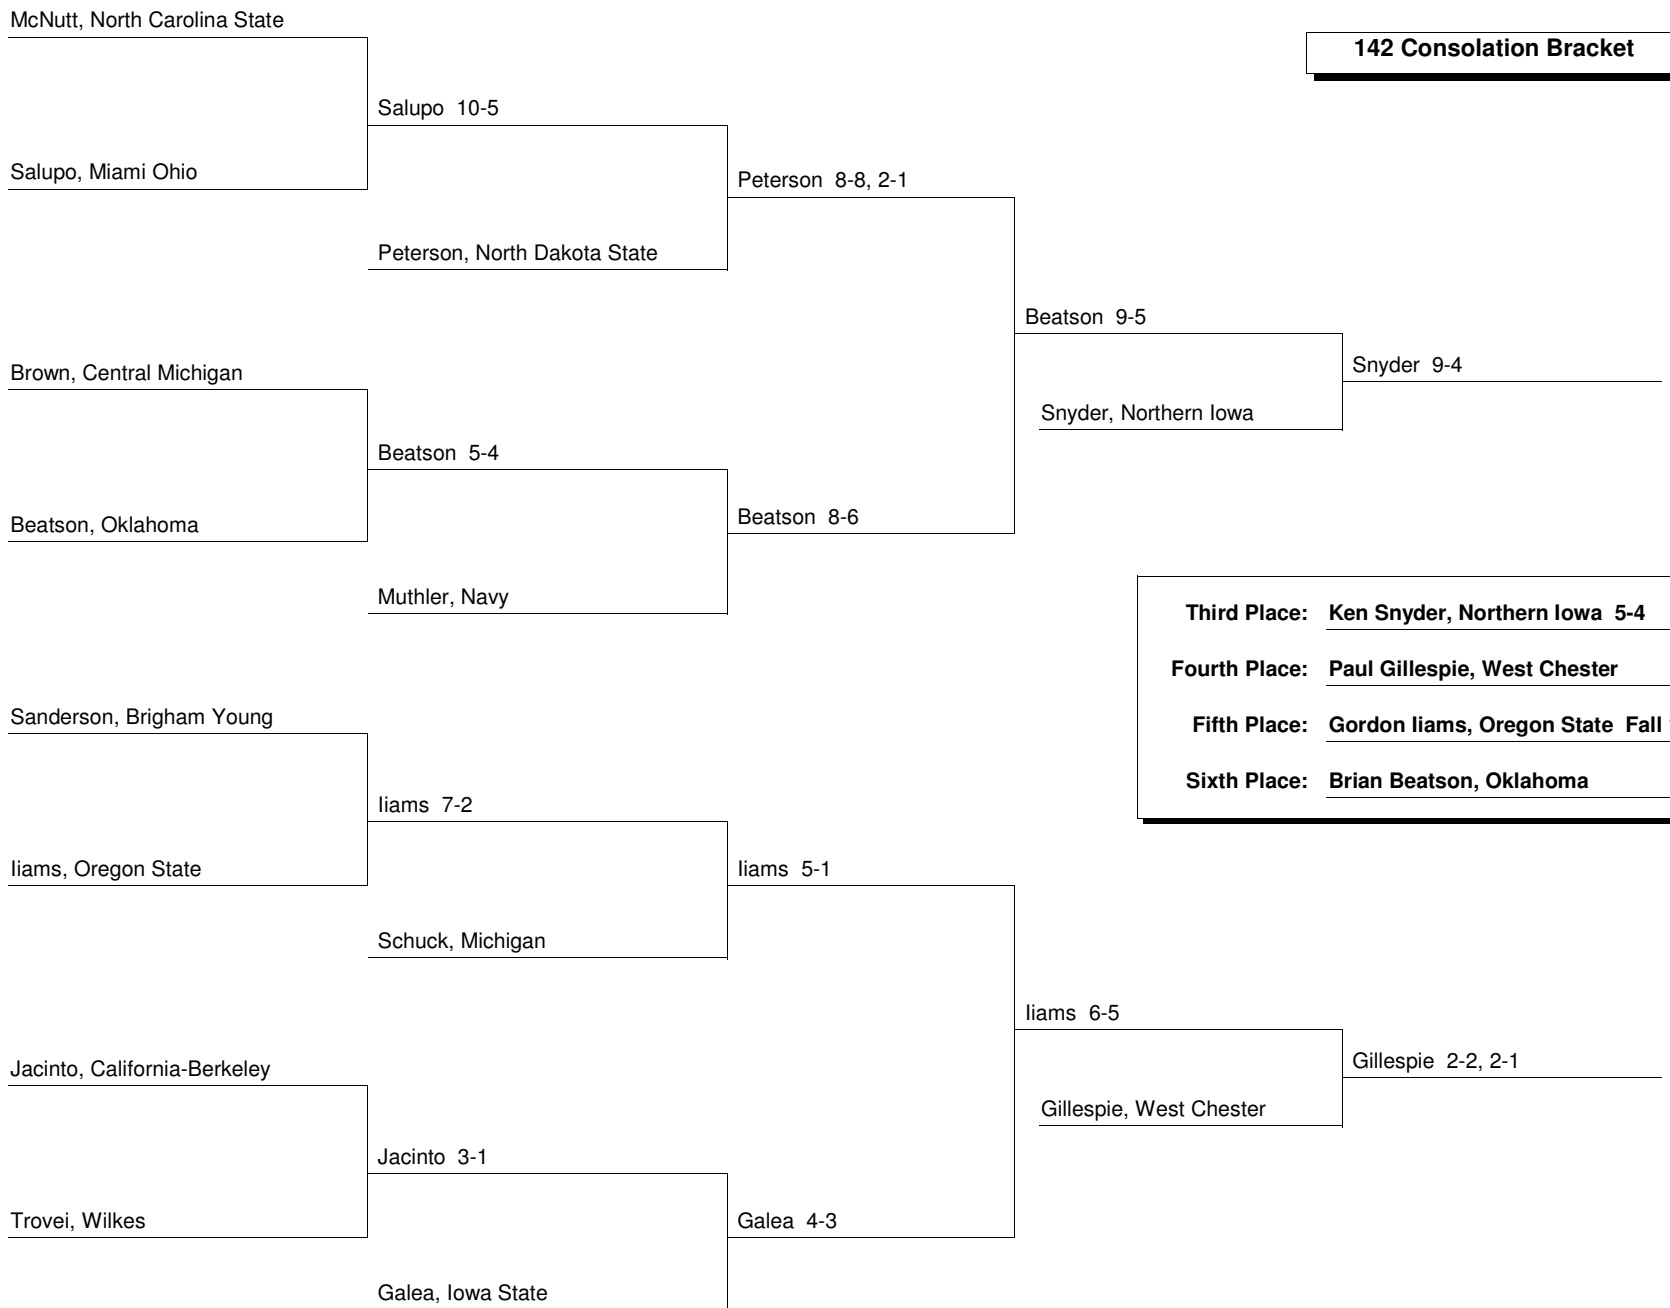 McNutt, North Carolina State
142 Consolation Bracket
Salupo 10-5
Salupo, Miami Ohio
Peterson 8-8, 2-1
Peterson, North Dakota State
Beatson 9-5
Brown, Central Michigan
Snyder 9-4
Snyder, Northern Iowa
Beatson 5-4
Beatson, Oklahoma
Beatson 8-6
Muthler, Navy
Third Place: Ken Snyder, Northern Iowa 5-4
Fourth Place: Paul Gillespie, West Chester
Fifth Place: Gordon Iiams, Oregon State Fall
Sixth Place: Brian Beatson, Oklahoma
Sanderson, Brigham Young
Iiams 7-2
Iiams, Oregon State
Iiams 5-1
Schuck, Michigan
Iiams 6-5
Jacinto, California-Berkeley
Gillespie 2-2, 2-1
Gillespie, West Chester
Jacinto 3-1
Trovei, Wilkes
Galea 4-3
Galea, Iowa State